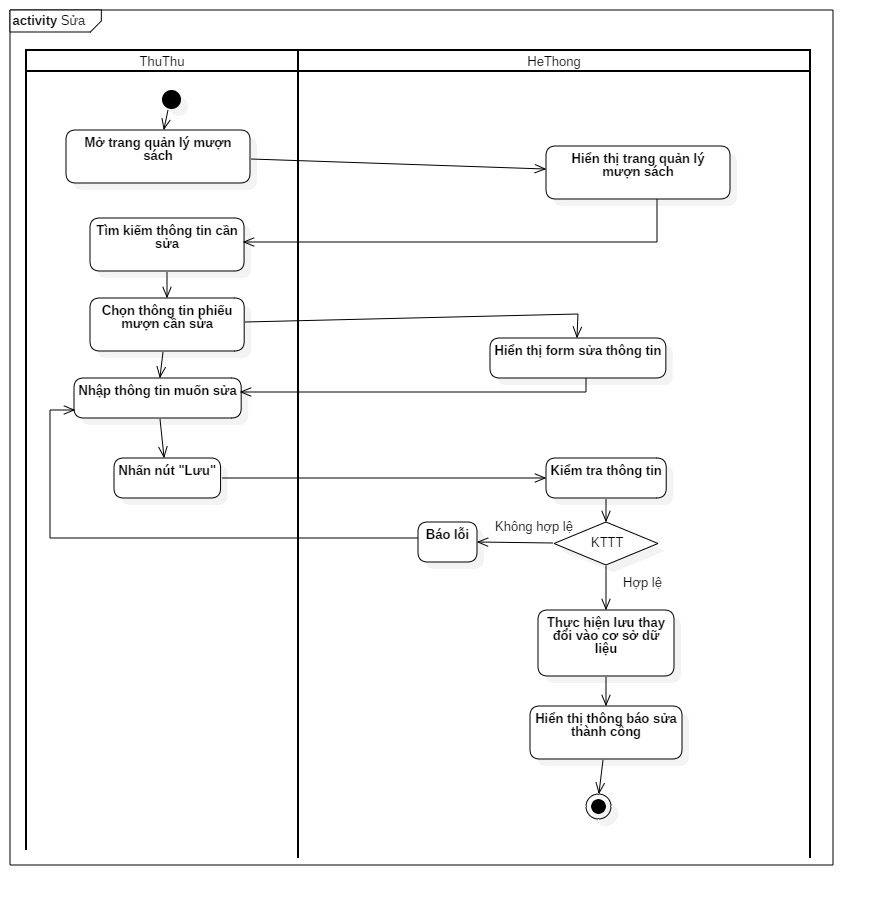 activity Sửa
ThuThu
HeThong
Mở trang quản lý mượn
sách
Hiển thị trang quản lý
mượn sách
Tìm kiếm thông tin cần
sửa
Chọn thông tin phiếu
mượn cần sửa
Hiển thị form sửa thông tin
Nhập thông tin muốn sửa
Nhấn nút "Lưu"
Kiểm tra thông tin
Không hợp lệ
Báo lỗi
KTTT
Hợp lệ
Thực hiện lưu thay
đổi vào cơ sở dữ
liệu
Hiển thị thông báo sửa
thành công